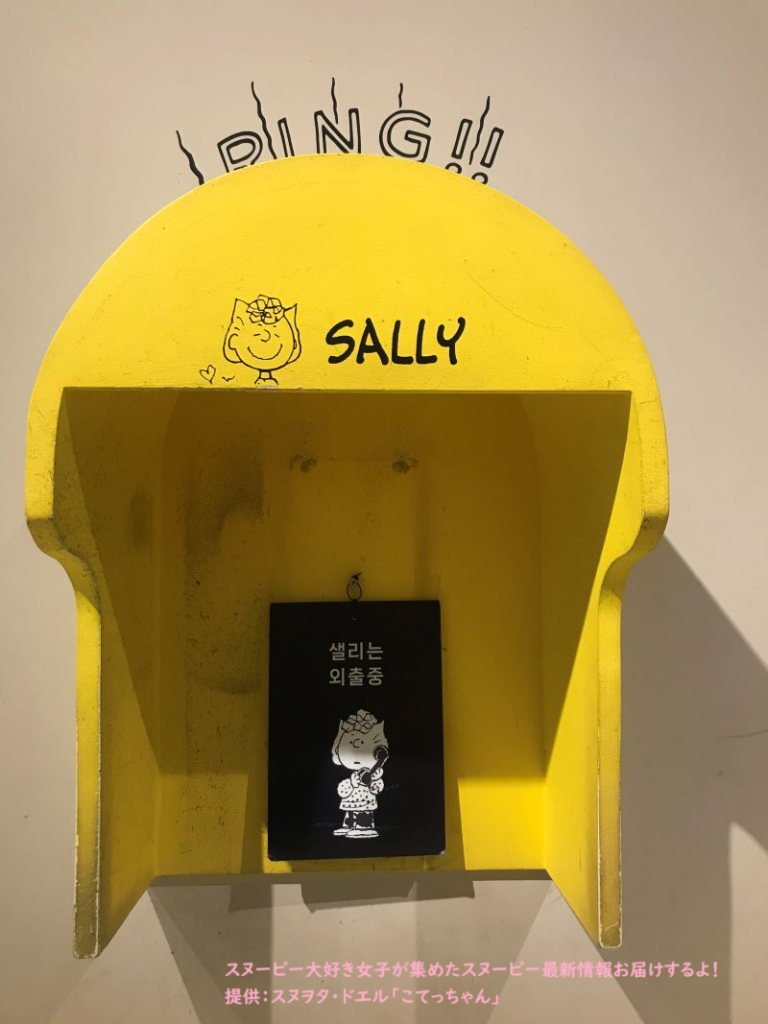 RING!!
SALLY
샐리는
외출중
スヌーピー大好き女子が集めたスヌーピー最新情報お届けするよ!
提供:スヌヲタ・ドエル「こてっちゃん」